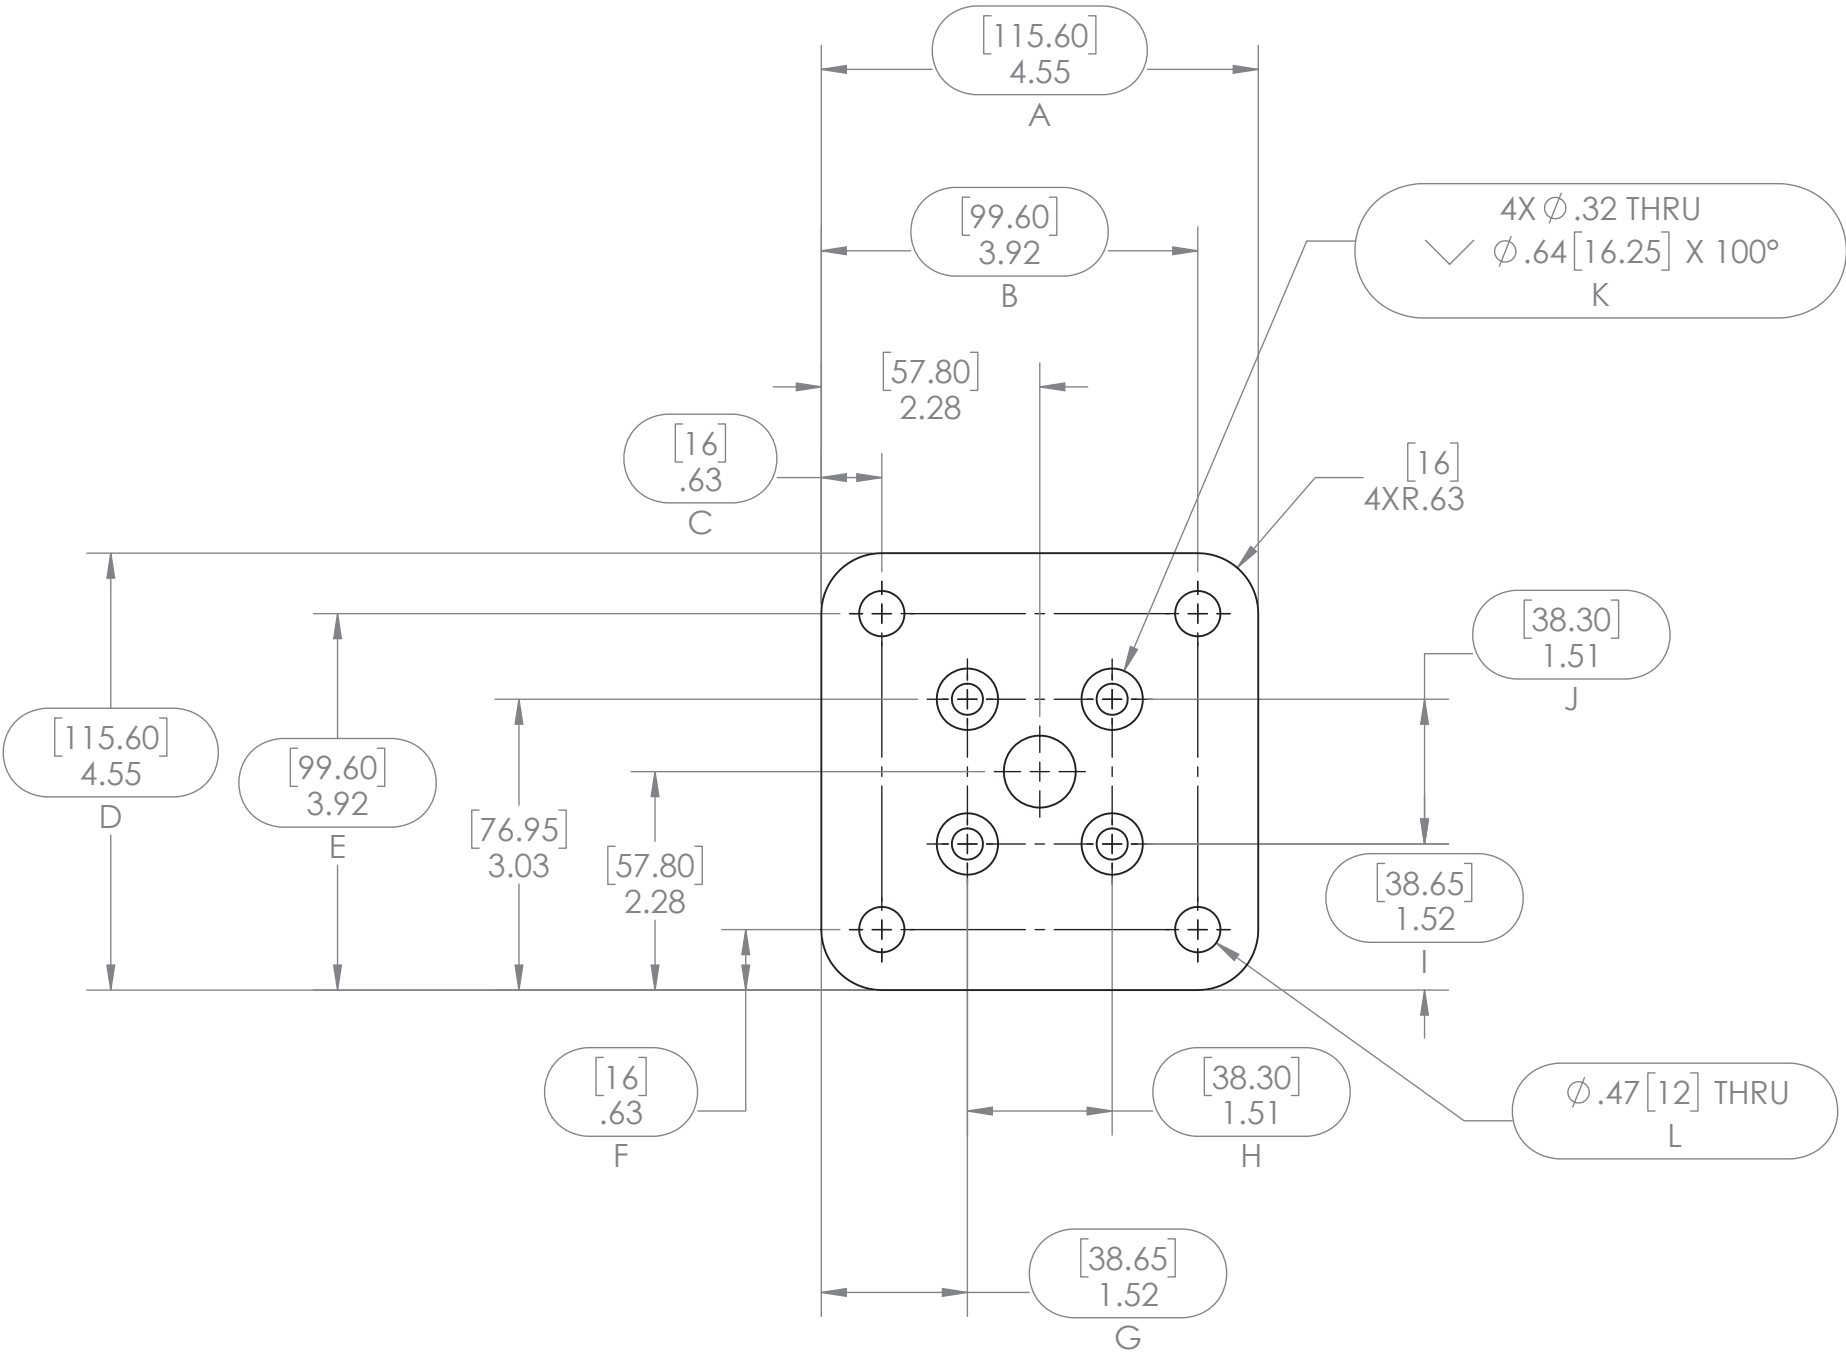 [115.60]
4.55
A
[99.60]
3.92
B
4X ⌀.32 THRU
⌵ ⌀.64[16.25] X 100°
K
[57.80]
2.28
[16]
.63
C
[16]
4XR.63
[38.30]
1.51
J
[115.60]
4.55
D
[99.60]
3.92
E
[76.95]
3.03
[57.80]
2.28
[38.65]
1.52
I
[16]
.63
F
[38.30]
1.51
H
⌀.47[12] THRU
L
[38.65]
1.52
G